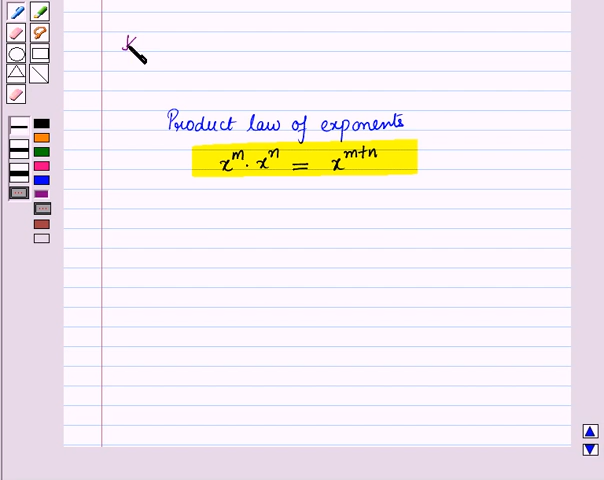 Product law of exponents
x^m · x^n = x^{m+n}